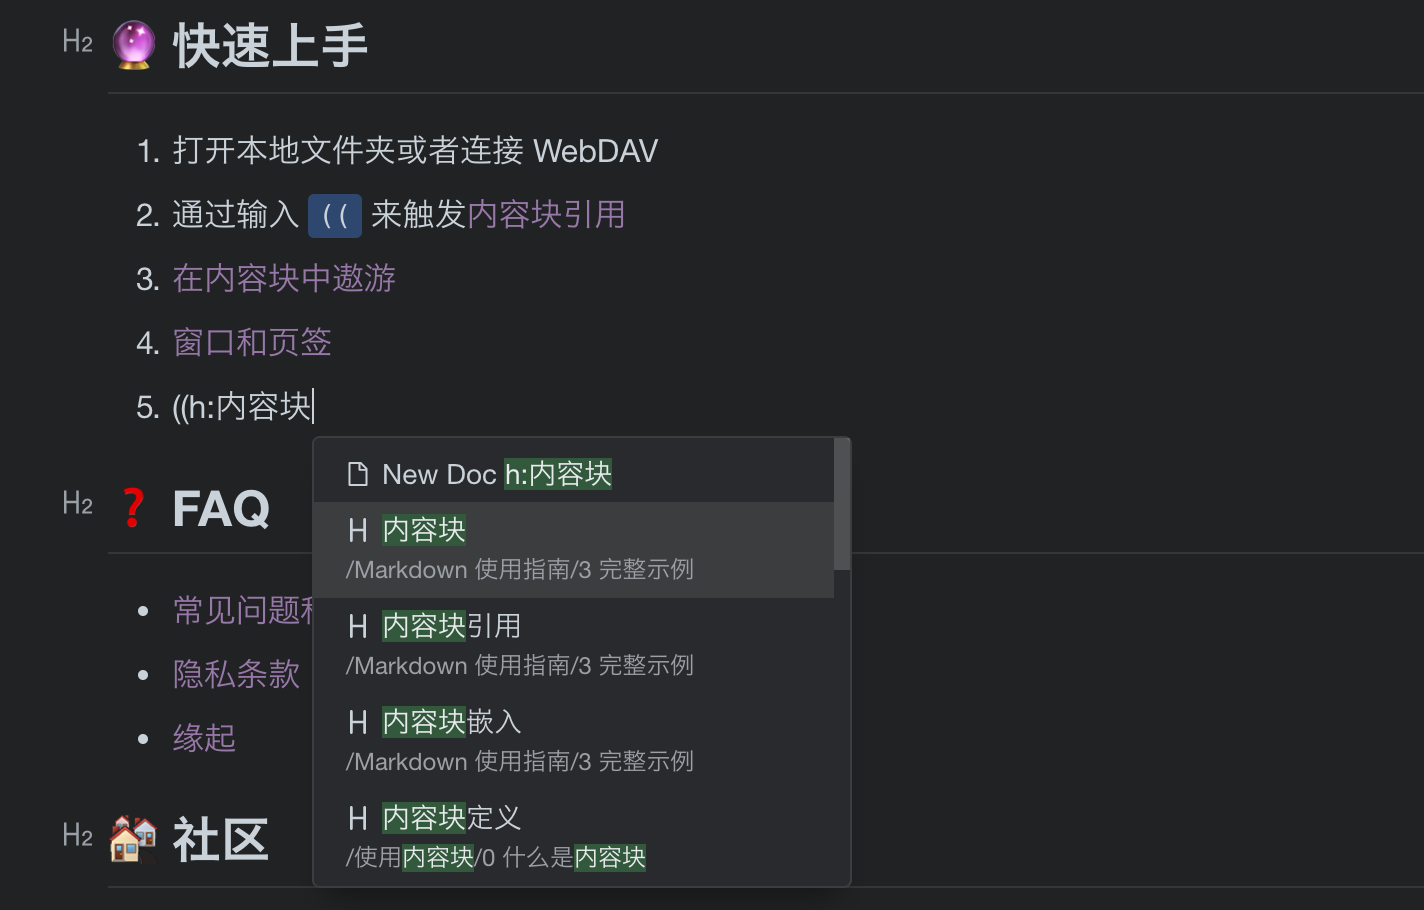 H2 🔮 快速上手
1. 打开本地文件夹或者连接 WebDAV
2. 通过输入 (( 来触发内容块引用
3. 在内容块中遨游
4. 窗口和页签
5. ((h:内容块
New Doc h:内容块
H 内容块
/Markdown 使用指南/3 完整示例
H 内容块引用
/Markdown 使用指南/3 完整示例
H 内容块嵌入
/Markdown 使用指南/3 完整示例
H 内容块定义
/使用内容块/0 什么是内容块
H2 ❓ FAQ
• 常见问题
• 隐私条款
• 缘起
H2 🏘️ 社区